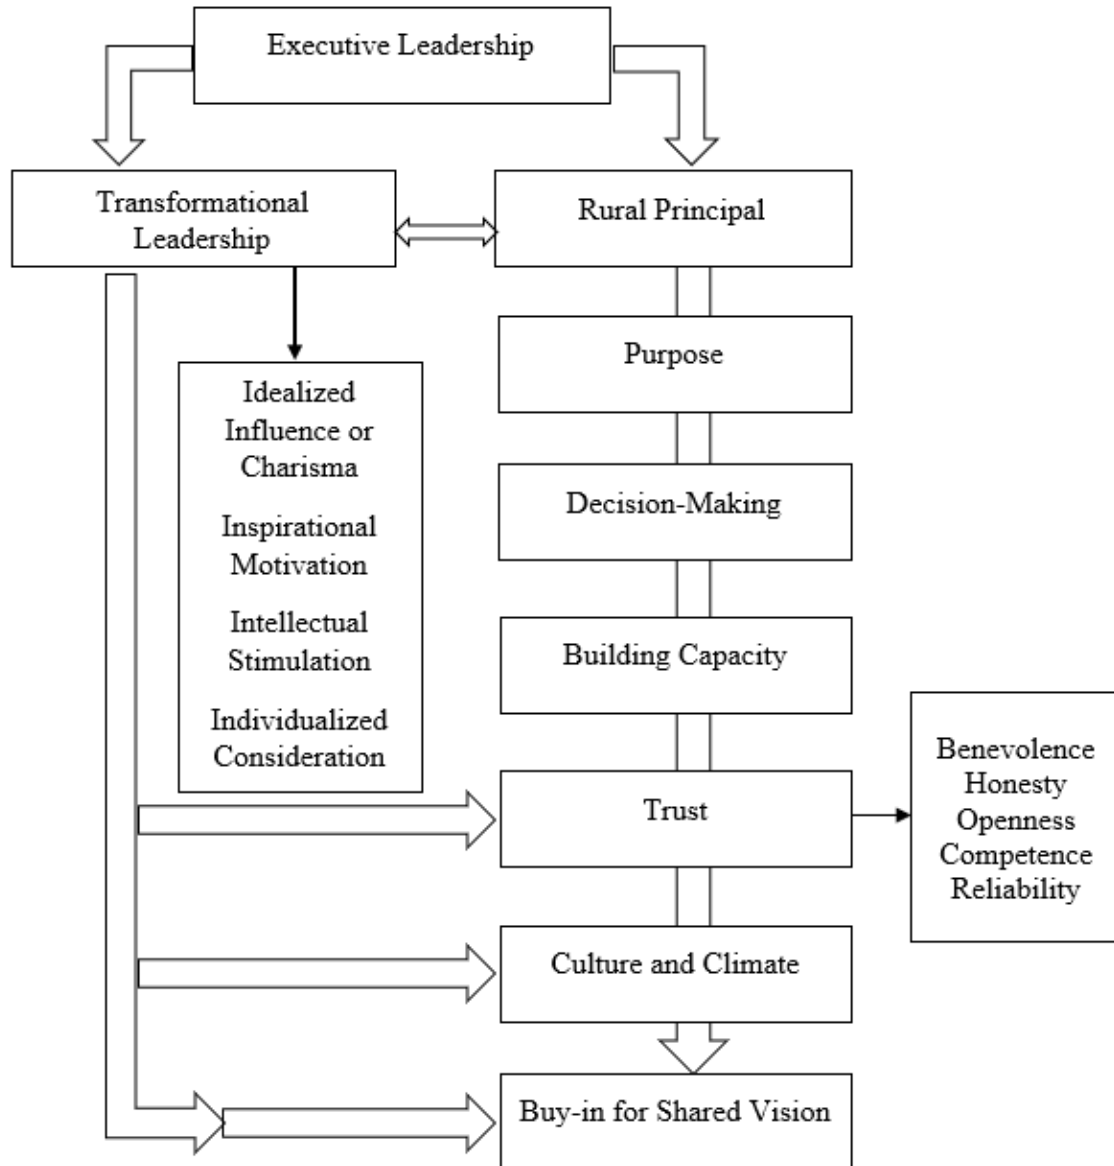 Executive Leadership
Transformational
Leadership
Rural Principal
Purpose
Idealized
Influence or
Charisma
Inspirational
Motivation
Intellectual
Stimulation
Individualized
Consideration
Decision-Making
Building Capacity
Trust
Benevolence
Honesty
Openness
Competence
Reliability
Culture and Climate
Buy-in for Shared Vision